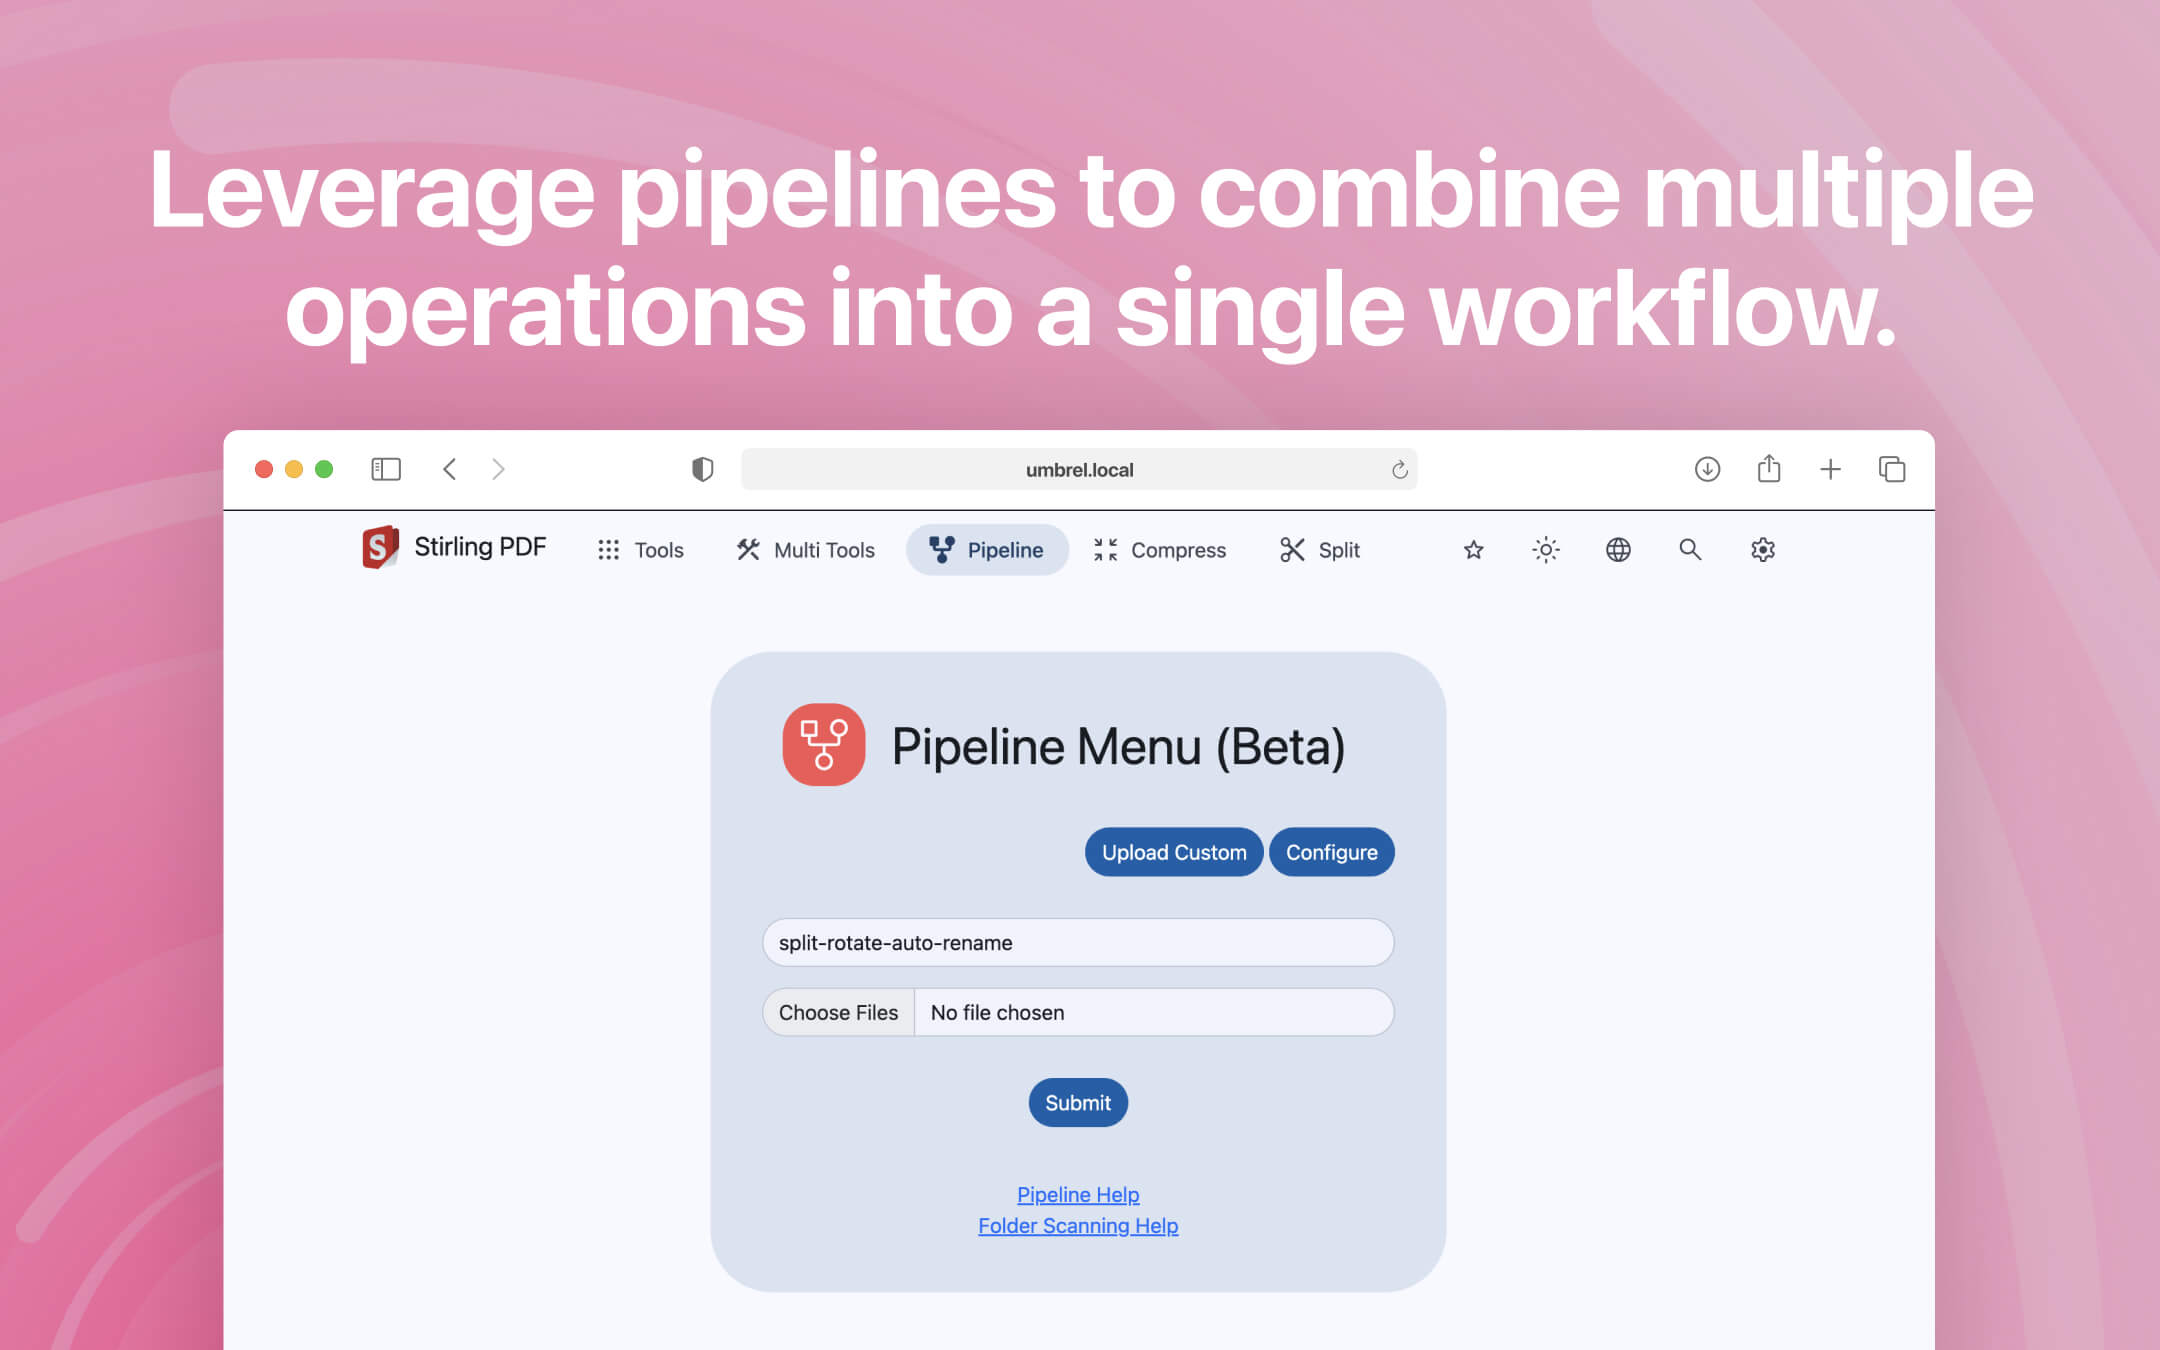 Leverage pipelines to combine multiple
operations into a single workflow.
umbrel.local
S Stirling PDF Tools Multi Tools Pipeline Compress Split
Pipeline Menu (Beta)
Upload Custom Configure
split-rotate-auto-rename
Choose Files No file chosen
Submit
Pipeline Help
Folder Scanning Help